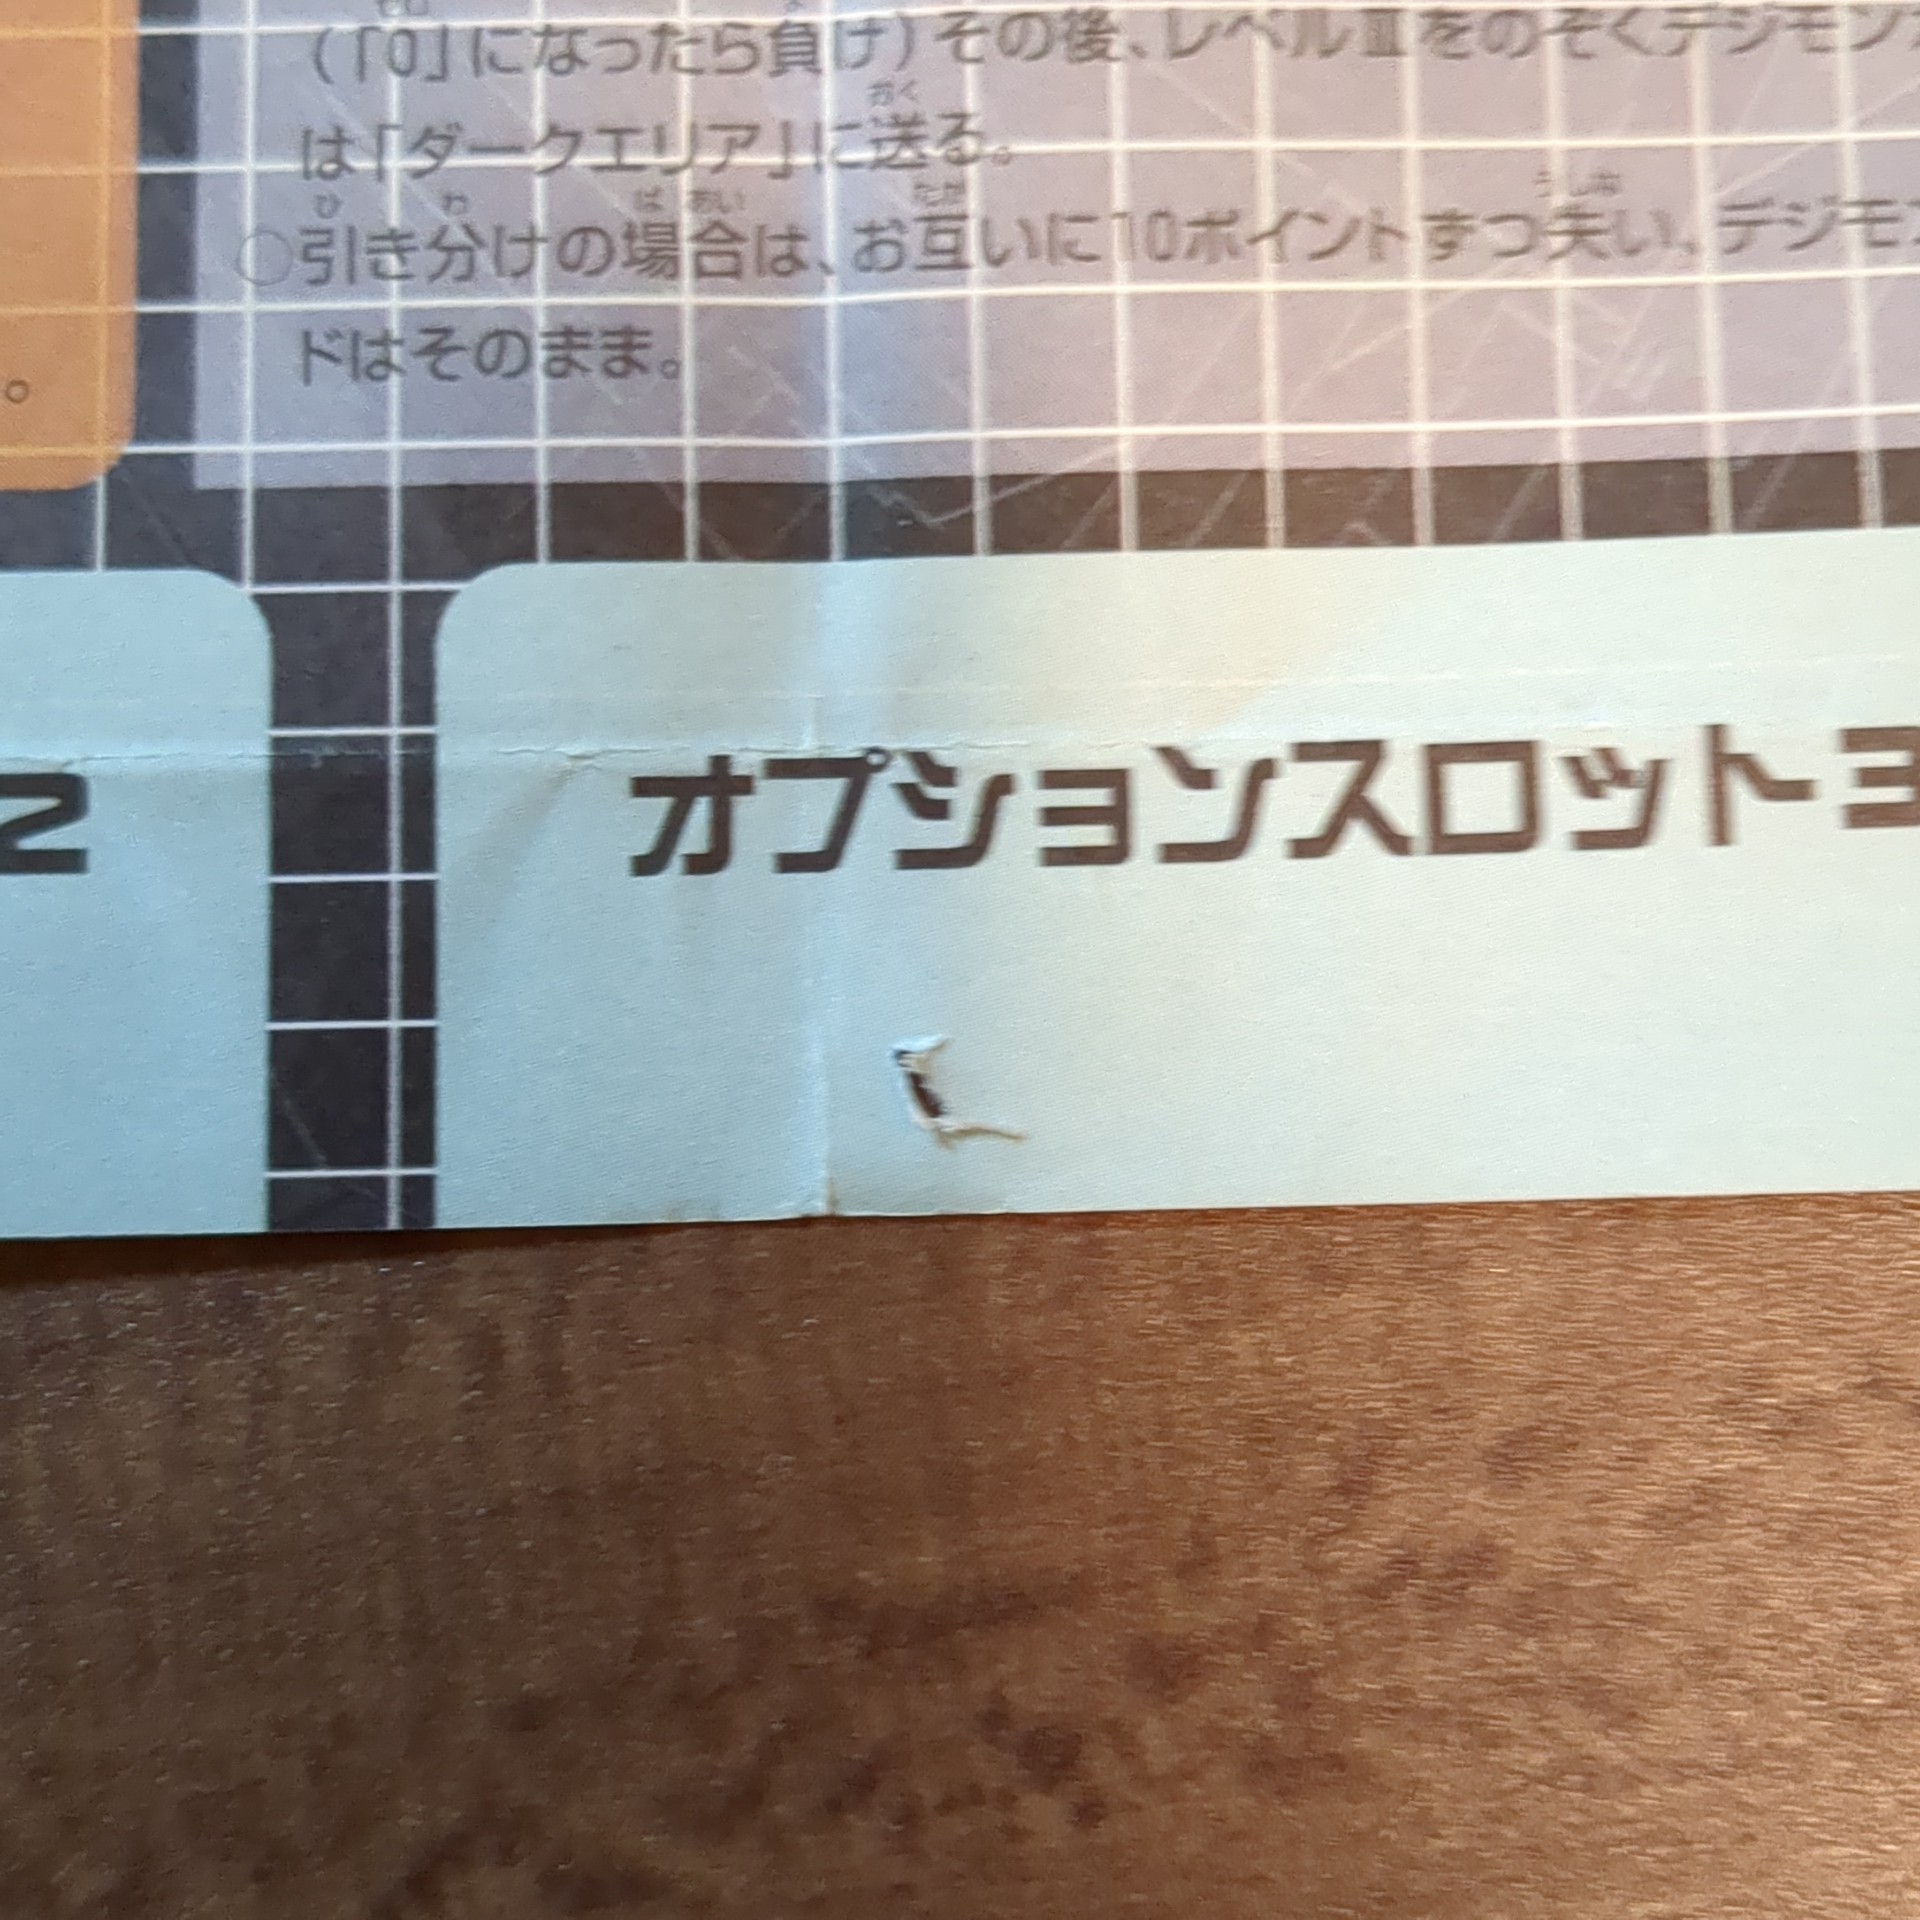 (「0」になったら負け) その後、レベルⅢをのぞくデジモン
は「ダークエリア」に送る。
○引き分けの場合は、お互いに10ポイントずつ失い、デジモ
ドはそのまま。
。
2
オプションスロット3